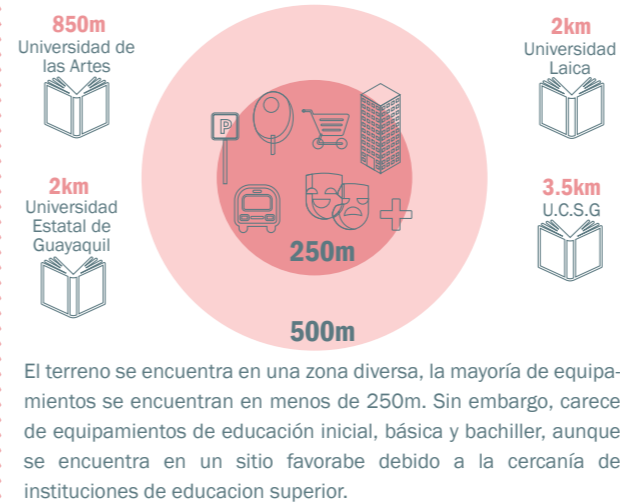 850m
Universidad de
las Artes
2km
Universidad
Estatal de
Guayaquil
P
250m
500m
2km
Universidad
Laica
3.5km
U.C.S.G
El terreno se encuentra en una zona diversa, la mayoría de equipa-
mientos se encuentran en menos de 250m. Sin embargo, carece
de equipamientos de educación inicial, básica y bachiller, aunque
se encuentra en un sitio favorabe debido a la cercanía de
instituciones de educacion superior.